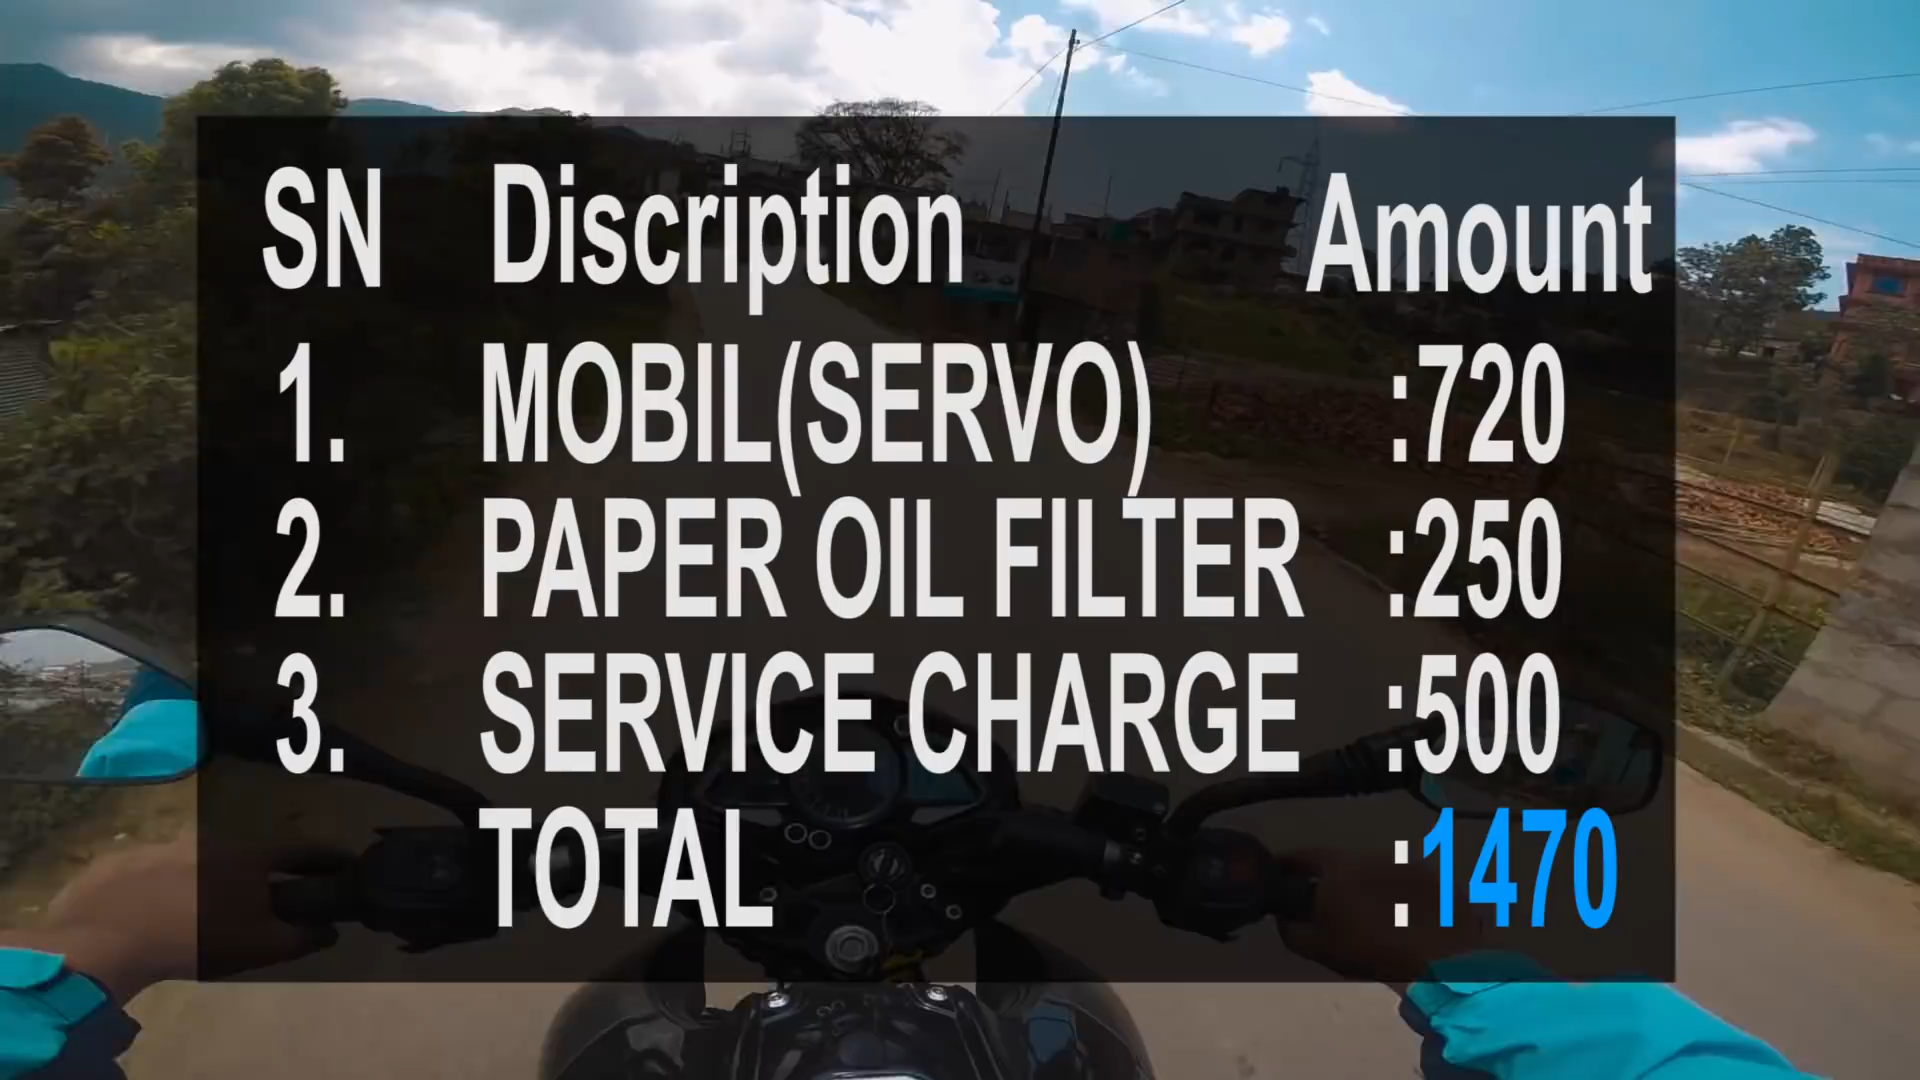 SN Discription Amount
1. MOBIL(SERVO) :720
2. PAPER OIL FILTER :250
3. SERVICE CHARGE :500
TOTAL :1470